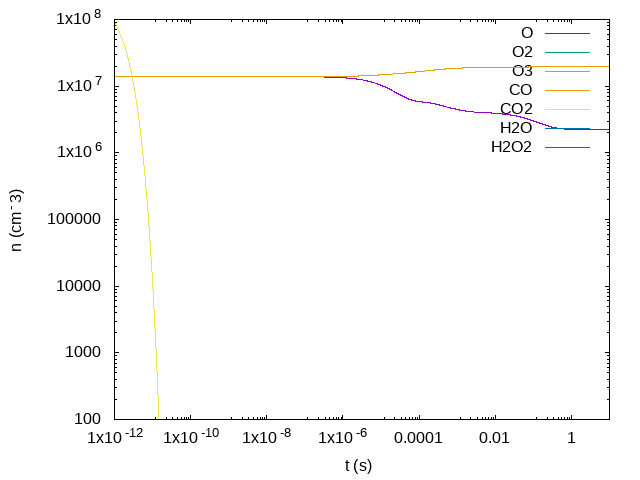 n (cm^-3)
1x10^8
1x10^7
1x10^6
100000
10000
1000
100
O
O2
O3
CO
CO2
H2O
H2O2
1x10^-12
1x10^-10
1x10^-8
1x10^-6
0.0001
0.01
1
t (s)